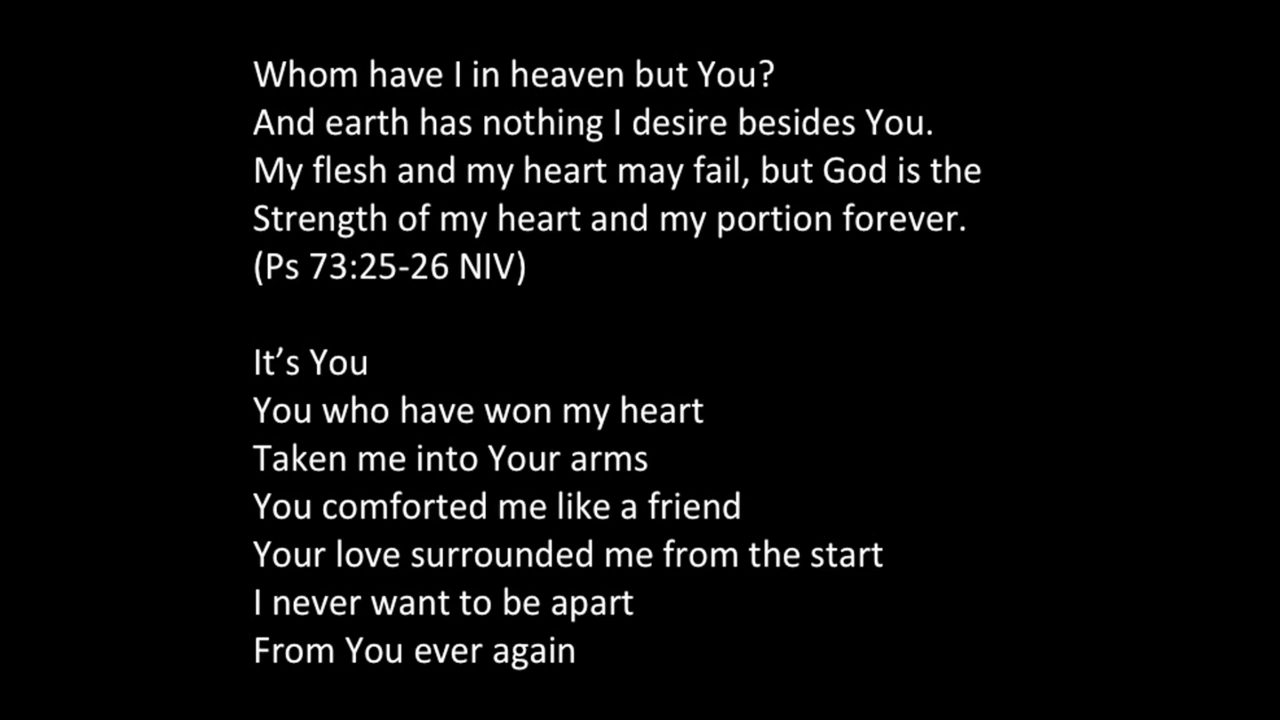 Whom have I in heaven but You?
And earth has nothing I desire besides You.
My flesh and my heart may fail, but God is the
Strength of my heart and my portion forever.
(Ps 73:25-26 NIV)
It’s You
You who have won my heart
Taken me into Your arms
You comforted me like a friend
Your love surrounded me from the start
I never want to be apart
From You ever again